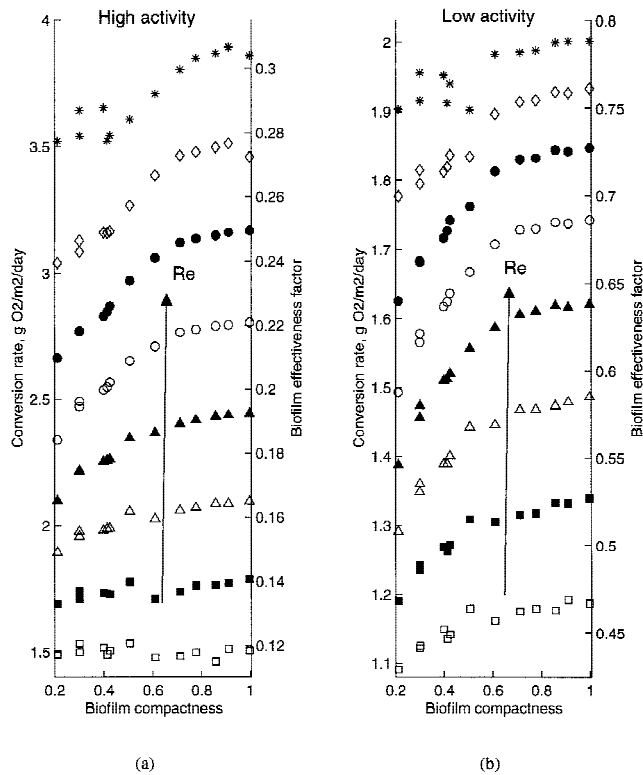 High activity
4
3.5
3
2.5
2
1.5
0.3
0.28
0.26
0.24
0.22
0.2
0.18
0.16
0.14
0.12
Re
Conversion rate, g O2/m2/day
Biofilm effectiveness factor
0.2 0.4 0.6 0.8 1
Biofilm compactness
(a)
Low activity
2
1.9
1.8
1.7
1.6
1.5
1.4
1.3
1.2
1.1
0.8
0.75
0.7
0.65
0.6
0.55
0.5
0.45
Re
Conversion rate, g O2/m2/day
Biofilm effectiveness factor
0.2 0.4 0.6 0.8 1
Biofilm compactness
(b)